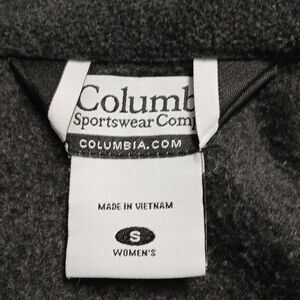 Columb
Sportswear Comp
COLUMBIA.COM
MADE IN VIETNAM
S
WOMEN'S